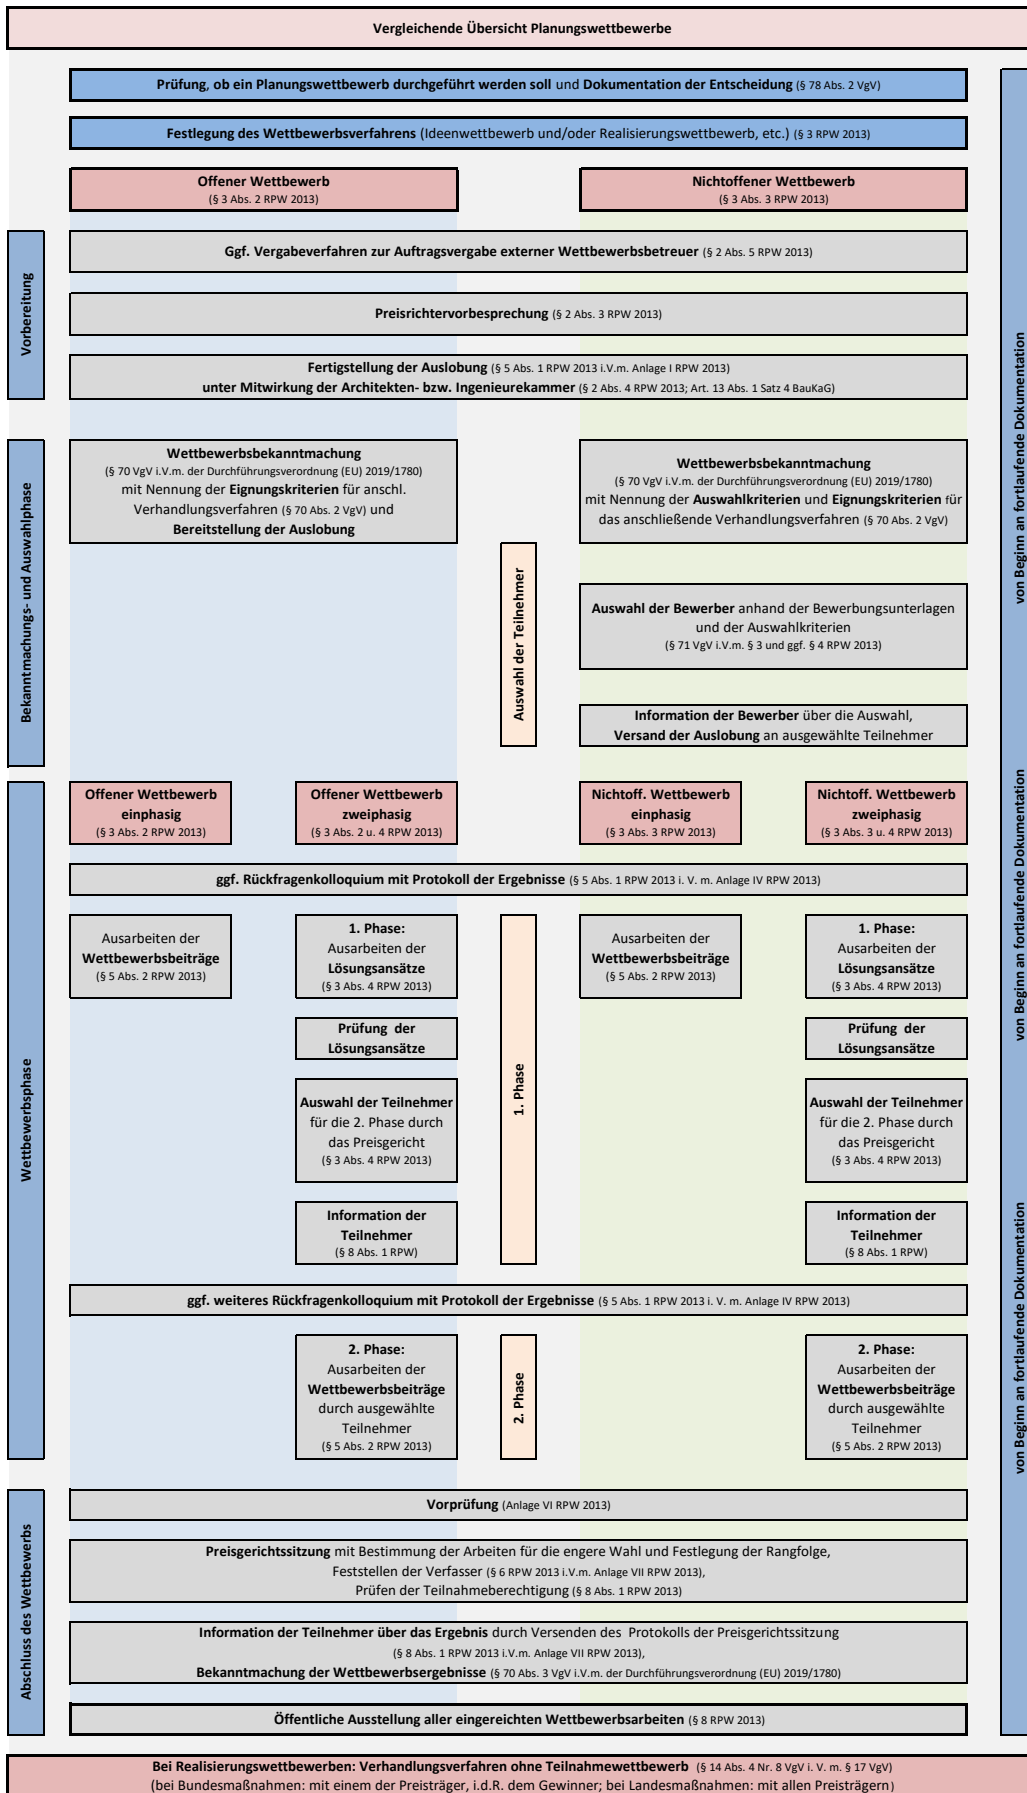 Vergleichende Übersicht Planungswettbewerbe
Prüfung, ob ein Planungswettbewerb durchgeführt werden soll und Dokumentation der Entscheidung (§ 78 Abs. 2 VgV)
Festlegung des Wettbewerbsverfahrens (Ideenwettbewerb und/oder Realisierungswettbewerb, etc.) (§ 3 RPW 2013)
Offener Wettbewerb
(§ 3 Abs. 2 RPW 2013)
Nichtoffener Wettbewerb
(§ 3 Abs. 3 RPW 2013)
Vorbereitung
Ggf. Vergabeverfahren zur Auftragsvergabe externer Wettbewerbsbetreuer (§ 2 Abs. 5 RPW 2013)
Preisrichtervorbesprechung (§ 2 Abs. 3 RPW 2013)
Fertigstellung der Auslobung (§ 5 Abs. 1 RPW 2013 i.V.m. Anlage I RPW 2013)
unter Mitwirkung der Architekten- bzw. Ingenieurekammer (§ 2 Abs. 4 RPW 2013; Art. 13 Abs. 1 Satz 4 BauKaG)
von Beginn an fortlaufende Dokumentation
Bekanntmachungs- und Auswahlphase
Wettbewerbsbekanntmachung
(§ 70 VgV i.V.m. der Durchführungsverordnung (EU) 2019/1780)
mit Nennung der Eignungskriterien für anschl.
Verhandlungsverfahren (§ 70 Abs. 2 VgV) und
Bereitstellung der Auslobung
Wettbewerbsbekanntmachung
(§ 70 VgV i.V.m. der Durchführungsverordnung (EU) 2019/1780)
mit Nennung der Auswahlkriterien und Eignungskriterien für
das anschließende Verhandlungsverfahren (§ 70 Abs. 2 VgV)
Auswahl der Teilnehmer
Auswahl der Bewerber anhand der Bewerbungsunterlagen
und der Auswahlkriterien
(§ 71 VgV i.V.m. § 3 und ggf. § 4 RPW 2013)
Information der Bewerber über die Auswahl,
Versand der Auslobung an ausgewählte Teilnehmer
Wettbewerbsphase
Offener Wettbewerb
einphasig
(§ 3 Abs. 2 RPW 2013)
Offener Wettbewerb
zweiphasig
(§ 3 Abs. 2 u. 4 RPW 2013)
Nichtoff. Wettbewerb
einphasig
(§ 3 Abs. 3 RPW 2013)
Nichtoff. Wettbewerb
zweiphasig
(§ 3 Abs. 3 u. 4 RPW 2013)
von Beginn an fortlaufende Dokumentation
ggf. Rückfragenkolloquium mit Protokoll der Ergebnisse (§ 5 Abs. 1 RPW 2013 i. V. m. Anlage IV RPW 2013)
Ausarbeiten der
Wettbewerbsbeiträge
(§ 5 Abs. 2 RPW 2013)
1. Phase:
Ausarbeiten der
Lösungsansätze
(§ 3 Abs. 4 RPW 2013)
1. Phase
Ausarbeiten der
Wettbewerbsbeiträge
(§ 5 Abs. 2 RPW 2013)
1. Phase:
Ausarbeiten der
Lösungsansätze
(§ 3 Abs. 4 RPW 2013)
Prüfung der
Lösungsansätze
Prüfung der
Lösungsansätze
Auswahl der Teilnehmer
für die 2. Phase durch
das Preisgericht
(§ 3 Abs. 4 RPW 2013)
Auswahl der Teilnehmer
für die 2. Phase durch
das Preisgericht
(§ 3 Abs. 4 RPW 2013)
Information der
Teilnehmer
(§ 8 Abs. 1 RPW)
Information der
Teilnehmer
(§ 8 Abs. 1 RPW)
von Beginn an fortlaufende Dokumentation
ggf. weiteres Rückfragenkolloquium mit Protokoll der Ergebnisse (§ 5 Abs. 1 RPW 2013 i. V. m. Anlage IV RPW 2013)
2. Phase:
Ausarbeiten der
Wettbewerbsbeiträge
durch ausgewählte
Teilnehmer
(§ 5 Abs. 2 RPW 2013)
2. Phase
2. Phase:
Ausarbeiten der
Wettbewerbsbeiträge
durch ausgewählte
Teilnehmer
(§ 5 Abs. 2 RPW 2013)
Abschluss des Wettbewerbs
Vorprüfung (Anlage VI RPW 2013)
Preisgerichtssitzung mit Bestimmung der Arbeiten für die engere Wahl und Festlegung der Rangfolge,
Feststellen der Verfasser (§ 6 RPW 2013 i.V.m. Anlage VII RPW 2013),
Prüfen der Teilnahmeberechtigung (§ 8 Abs. 1 RPW 2013)
Information der Teilnehmer über das Ergebnis durch Versenden des Protokolls der Preisgerichtssitzung
(§ 8 Abs. 1 RPW 2013 i.V.m. Anlage VII RPW 2013),
Bekanntmachung der Wettbewerbsergebnisse (§ 70 Abs. 3 VgV i.V.m. der Durchführungsverordnung (EU) 2019/1780)
Öffentliche Ausstellung aller eingereichten Wettbewerbsarbeiten (§ 8 RPW 2013)
Bei Realisierungswettbewerben: Verhandlungsverfahren ohne Teilnahmewettbewerb (§ 14 Abs. 4 Nr. 8 VgV i. V. m. § 17 VgV)
(bei Bundesmaßnahmen: mit einem der Preisträger, i.d.R. dem Gewinner; bei Landesmaßnahmen: mit allen Preisträgern)